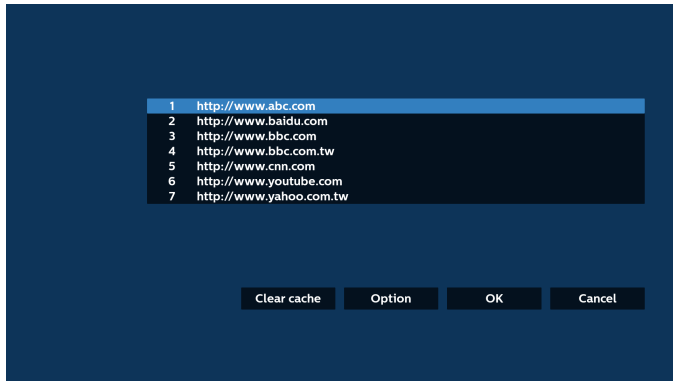 1 http://www.abc.com
2 http://www.baidu.com
3 http://www.bbc.com
4 http://www.bbc.com.tw
5 http://www.cnn.com
6 http://www.youtube.com
7 http://www.yahoo.com.tw
Clear cache Option OK Cancel